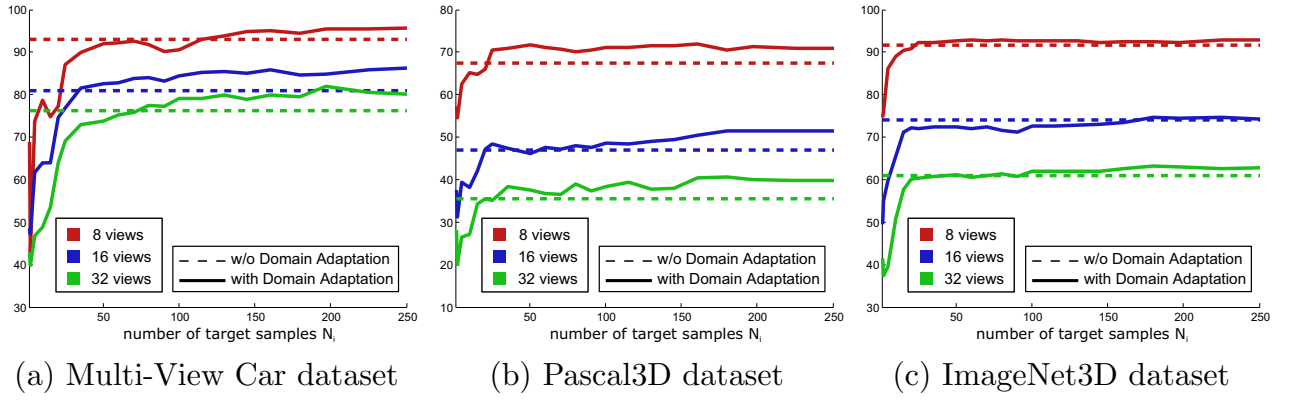 100
90
80
70
60
50
40
30
50
100
150
200
250
8 views
16 views
32 views
w/o Domain Adaptation
with Domain Adaptation
number of target samples Nᵢ
(a) Multi-View Car dataset
80
70
60
50
40
30
20
10
50
100
150
200
250
8 views
16 views
32 views
w/o Domain Adaptation
with Domain Adaptation
number of target samples Nᵢ
(b) Pascal3D dataset
100
90
80
70
60
50
40
30
50
100
150
200
250
8 views
16 views
32 views
w/o Domain Adaptation
with Domain Adaptation
number of target samples Nᵢ
(c) ImageNet3D dataset